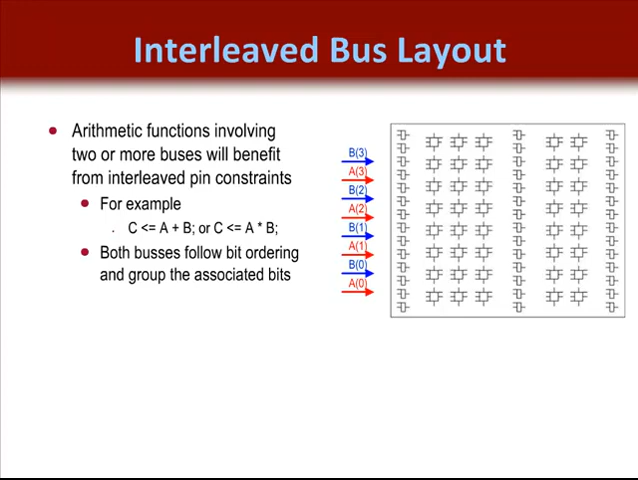 Interleaved Bus Layout
Arithmetic functions involving
two or more buses will benefit
from interleaved pin constraints
For example
C <= A + B; or C <= A * B;
Both busses follow bit ordering
and group the associated bits
B(3)
A(3)
B(2)
A(2)
B(1)
A(1)
B(0)
A(0)